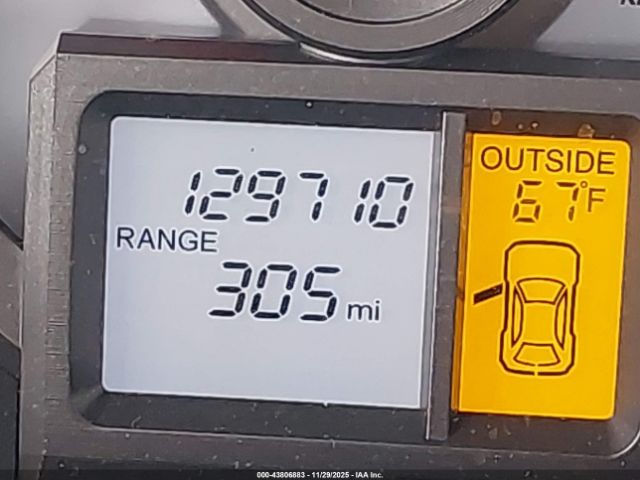 129710
RANGE
305 mi
OUTSIDE
67°F
000-43806883 - 11/29/2025 - IAA Inc.